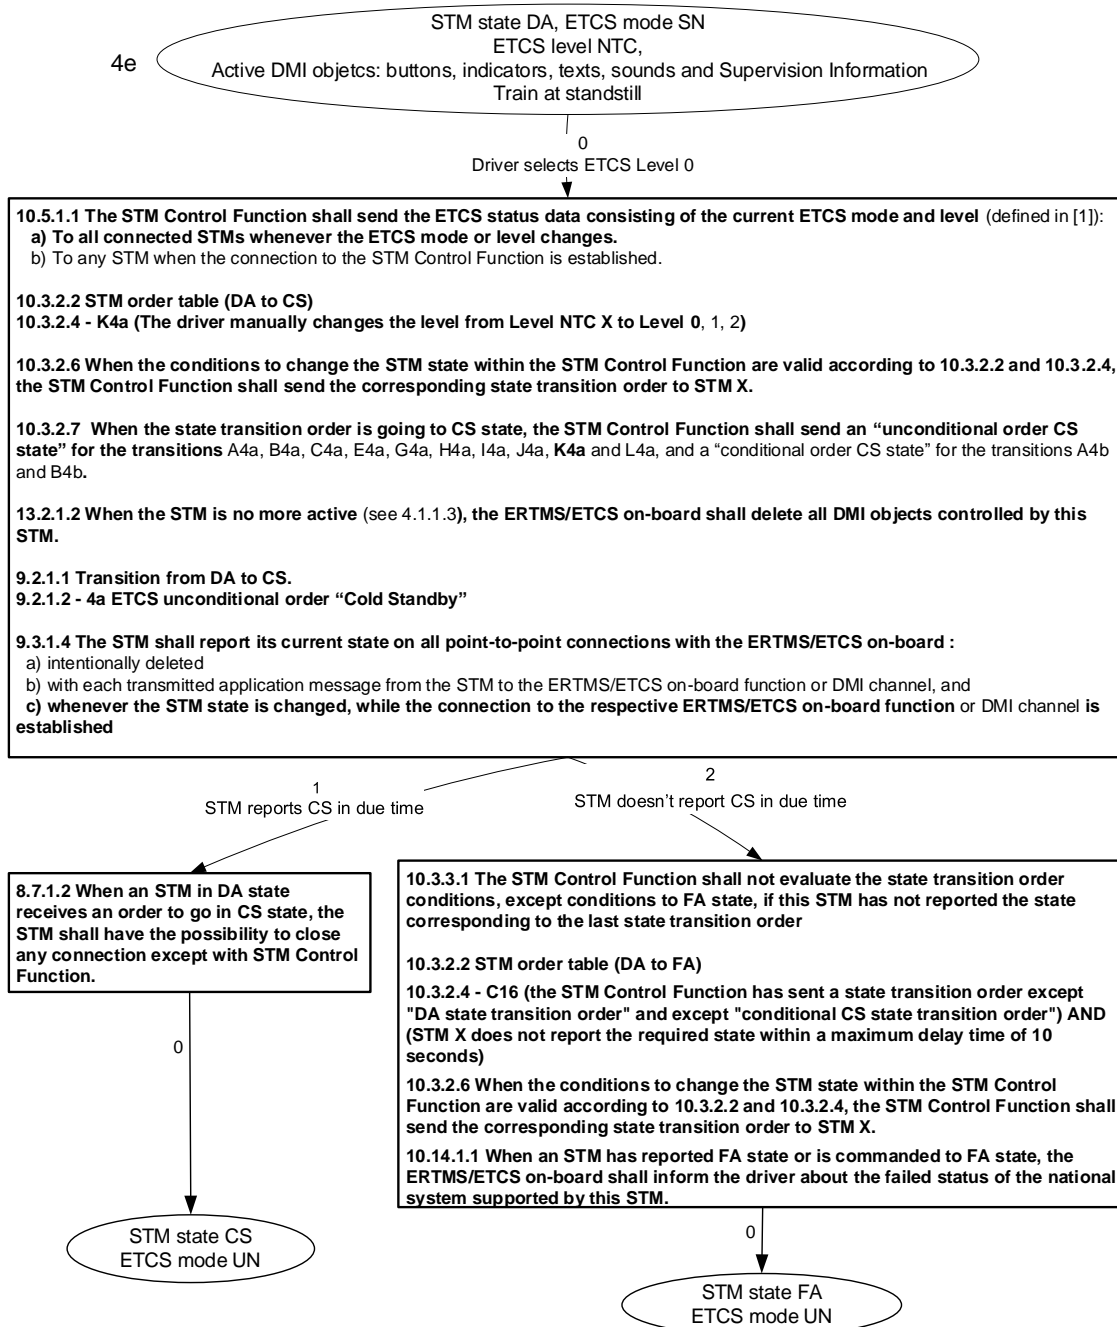 STM state DA, ETCS mode SN
ETCS level NTC,
4e
Active DMI objetcs: buttons, indicators, texts, sounds and Supervision Information
Train at standstill
0
Driver selects ETCS Level 0
10.5.1.1 The STM Control Function shall send the ETCS status data consisting of the current ETCS mode and level (defined in [1]):
a) To all connected STMs whenever the ETCS mode or level changes.
b) To any STM when the connection to the STM Control Function is established.
10.3.2.2 STM order table (DA to CS)
10.3.2.4 - K4a (The driver manually changes the level from Level NTC X to Level 0, 1, 2)
10.3.2.6 When the conditions to change the STM state within the STM Control Function are valid according to 10.3.2.2 and 10.3.2.4,
the STM Control Function shall send the corresponding state transition order to STM X.
10.3.2.7 When the state transition order is going to CS state, the STM Control Function shall send an “unconditional order CS
state” for the transitions A4a, B4a, C4a, E4a, G4a, H4a, I4a, J4a, K4a and L4a, and a “conditional order CS state” for the transitions A4b
and B4b.
13.2.1.2 When the STM is no more active (see 4.1.1.3), the ERTMS/ETCS on-board shall delete all DMI objects controlled by this
STM.
9.2.1.1 Transition from DA to CS.
9.2.1.2 - 4a ETCS unconditional order “Cold Standby”
9.3.1.4 The STM shall report its current state on all point-to-point connections with the ERTMS/ETCS on-board :
a) intentionally deleted
b) with each transmitted application message from the STM to the ERTMS/ETCS on-board function or DMI channel, and
c) whenever the STM state is changed, while the connection to the respective ERTMS/ETCS on-board function or DMI channel is
established
1
STM reports CS in due time
2
STM doesn’t report CS in due time
8.7.1.2 When an STM in DA state
receives an order to go in CS state, the
STM shall have the possibility to close
any connection except with STM Control
Function.
0
STM state CS
ETCS mode UN
10.3.3.1 The STM Control Function shall not evaluate the state transition order
conditions, except conditions to FA state, if this STM has not reported the state
corresponding to the last state transition order
10.3.2.2 STM order table (DA to FA)
10.3.2.4 - C16 (the STM Control Function has sent a state transition order except
"DA state transition order" and except "conditional CS state transition order") AND
(STM X does not report the required state within a maximum delay time of 10
seconds)
10.3.2.6 When the conditions to change the STM state within the STM Control
Function are valid according to 10.3.2.2 and 10.3.2.4, the STM Control Function shall
send the corresponding state transition order to STM X.
10.14.1.1 When an STM has reported FA state or is commanded to FA state, the
ERTMS/ETCS on-board shall inform the driver about the failed status of the national
system supported by this STM.
0
STM state FA
ETCS mode UN